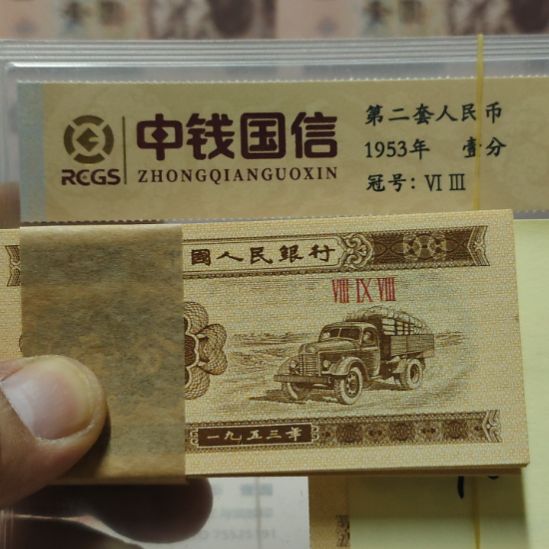 中钱国信
ZHONGQIANGUOXIN
RCGS
第二套人民币
1953年 壹分
冠号: VI III
國人民銀行
VIII IX VIII
一九五三年